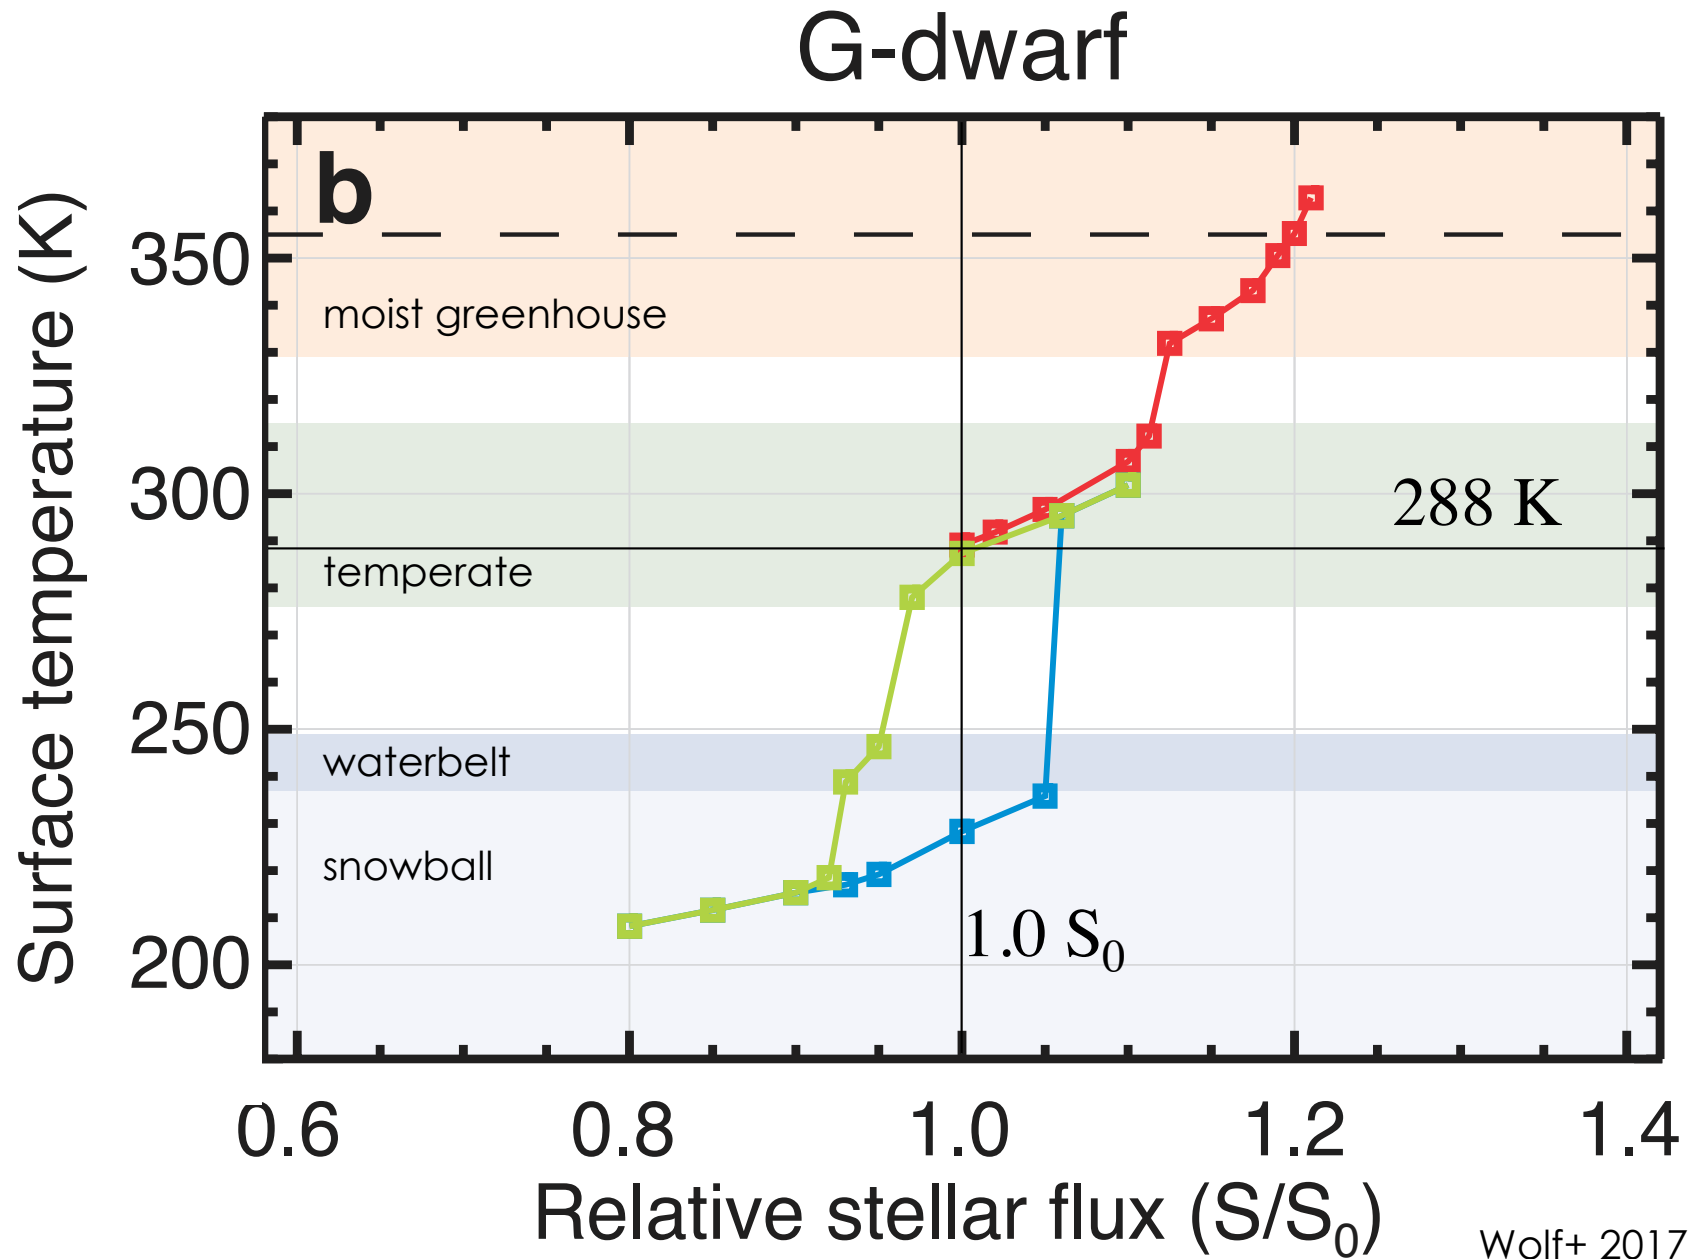 G-dwarf
b
Surface temperature (K)
350
300
250
200
moist greenhouse
288 K
temperate
waterbelt
snowball
1.0 S₀
0.6 0.8 1.0 1.2 1.4
Relative stellar flux (S/S₀)
Wolf+ 2017